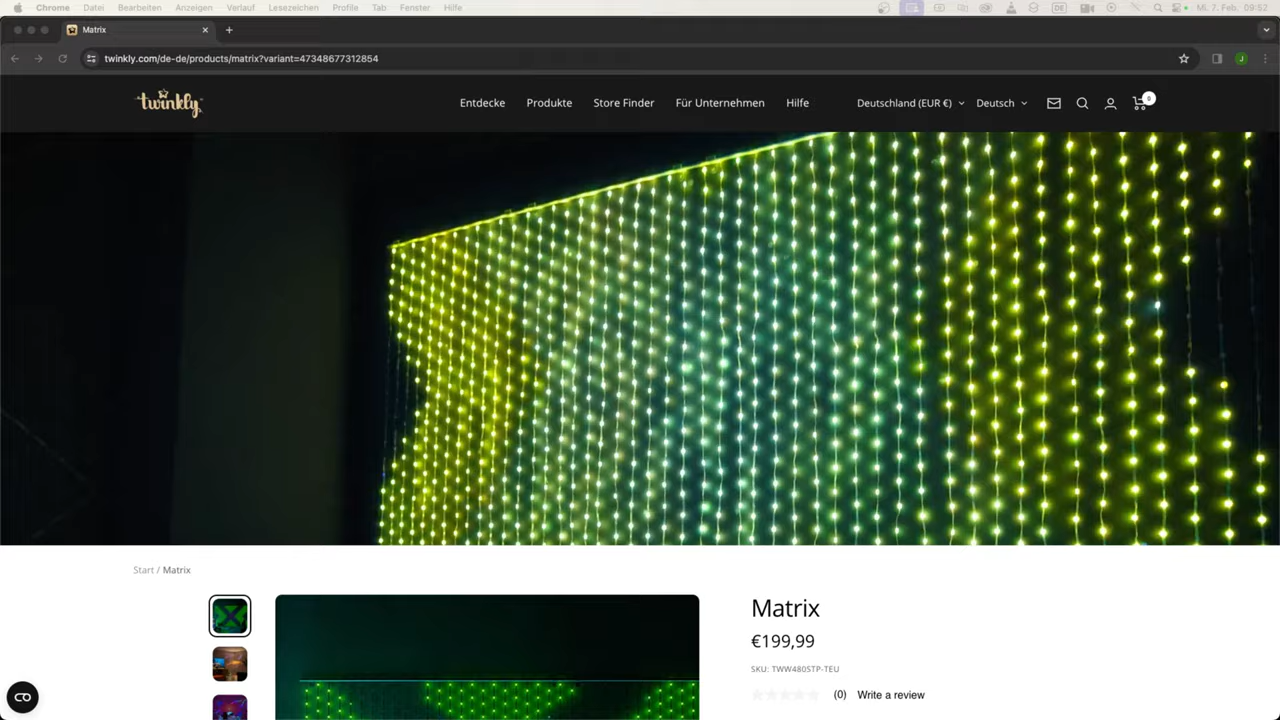 Chrome Datei Bearbeiten Anzeigen Verlauf Lesezeichen Profile Tab Fenster Hilfe DE Mi. 7. Feb. 09:52
Matrix
twinkly.com/de-de/products/matrix?variant=47348677312854 J
twinkly Entdecke Produkte Store Finder Für Unternehmen Hilfe Deutschland (EUR €) Deutsch 0
Start / Matrix
Matrix
€199,99
SKU: TWW480STP-TEU
(0) Write a review